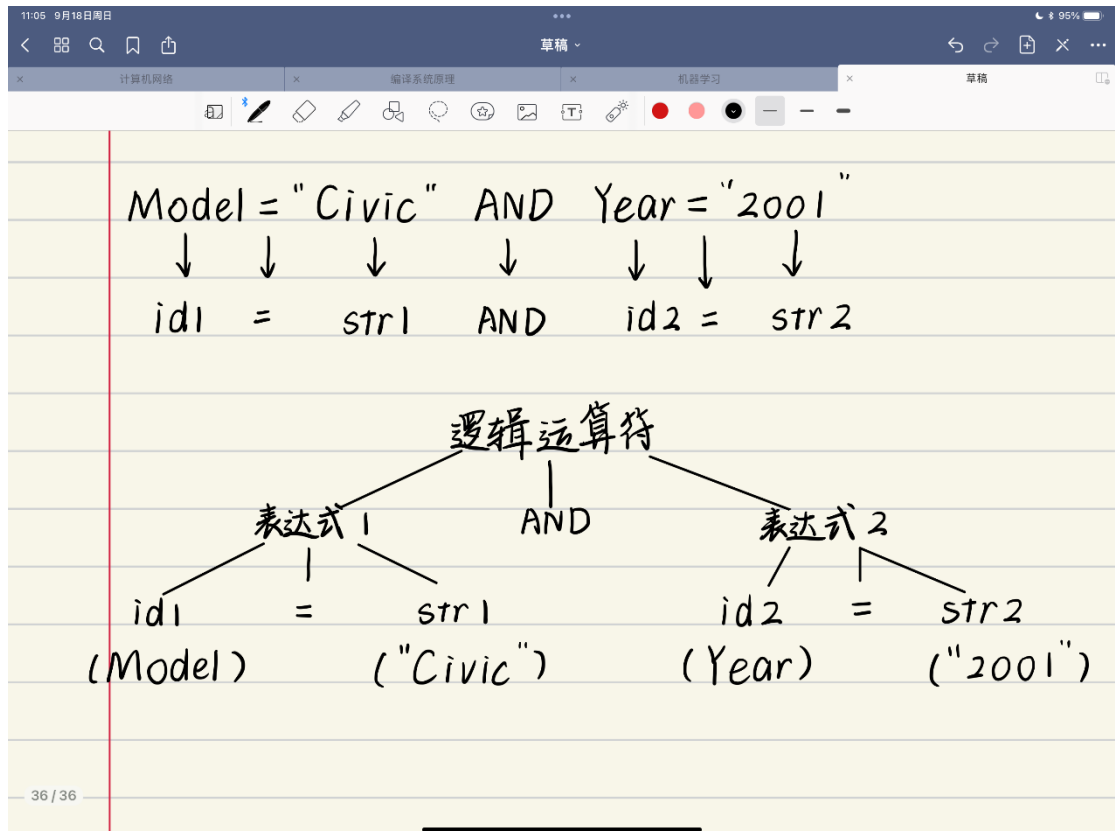 11:05 9月18日周日 95%
草稿
计算机网络 编译系统原理 机器学习 草稿
Model = "Civic" AND Year = "2001"
id1 = str1 AND id2 = str2
逻辑运算符
表达式1 AND 表达式2
id1 = str1 id2 = str2
(Model) ("Civic") (Year) ("2001")
36/36